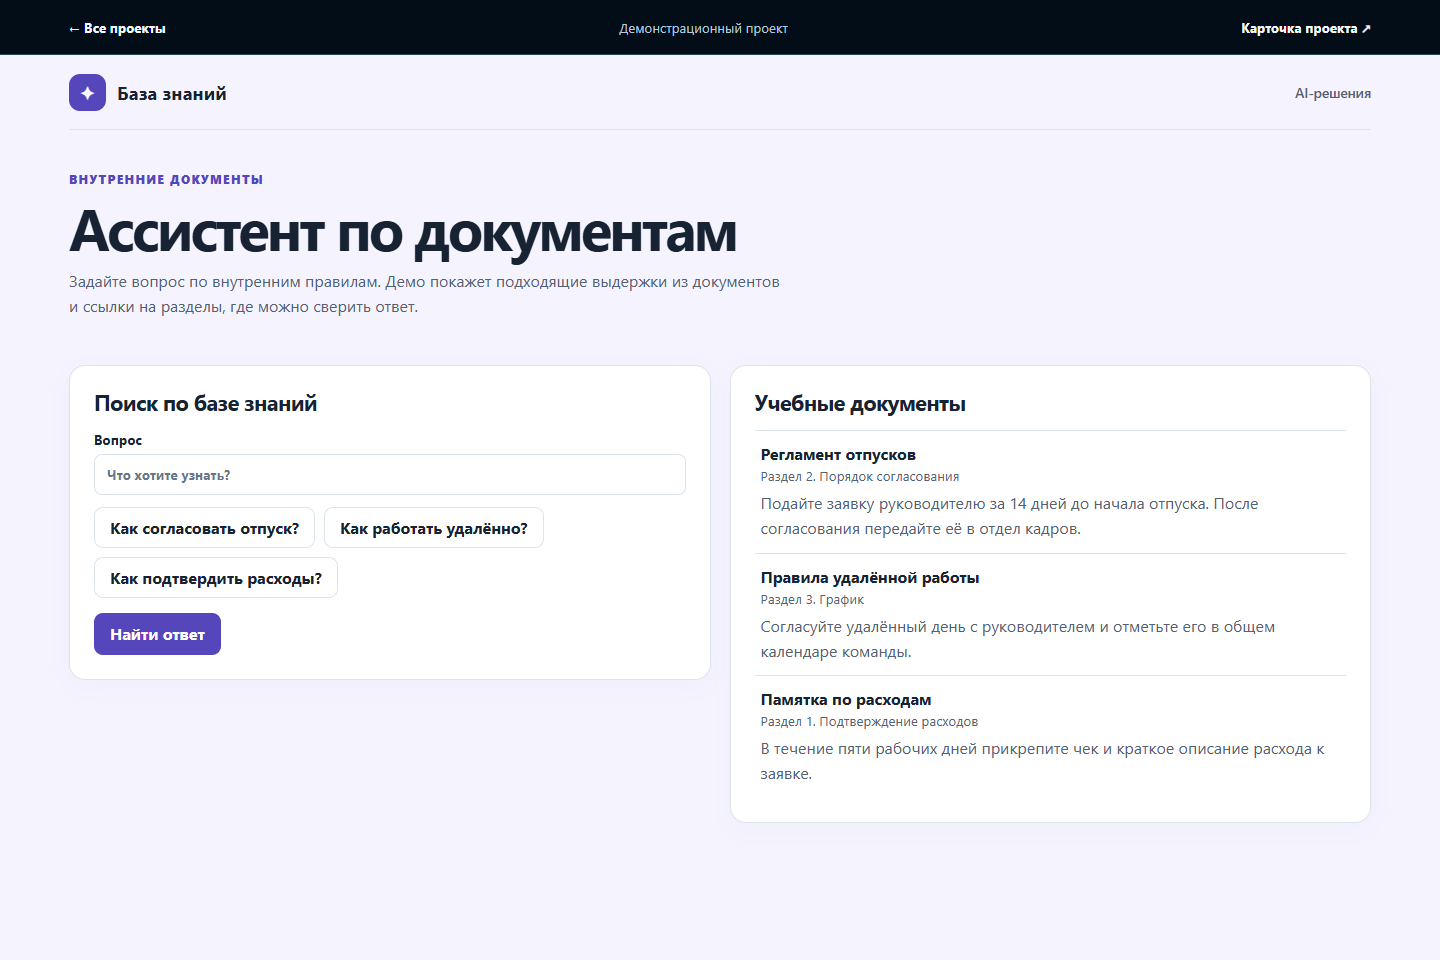 ← Все проекты
Демонстрационный проект
Карточка проекта ↗
База знаний
AI-решения
ВНУТРЕННИЕ ДОКУМЕНТЫ
Ассистент по документам
Задайте вопрос по внутренним правилам. Демо покажет подходящие выдержки из документов
и ссылки на разделы, где можно сверить ответ.
Поиск по базе знаний
Вопрос
Что хотите узнать?
Как согласовать отпуск?
Как работать удалённо?
Как подтвердить расходы?
Найти ответ
Учебные документы
Регламент отпусков
Раздел 2. Порядок согласования
Подайте заявку руководителю за 14 дней до начала отпуска. После
согласования передайте её в отдел кадров.
Правила удалённой работы
Раздел 3. График
Согласуйте удалённый день с руководителем и отметьте его в общем
календаре команды.
Памятка по расходам
Раздел 1. Подтверждение расходов
В течение пяти рабочих дней прикрепите чек и краткое описание расхода к
заявке.